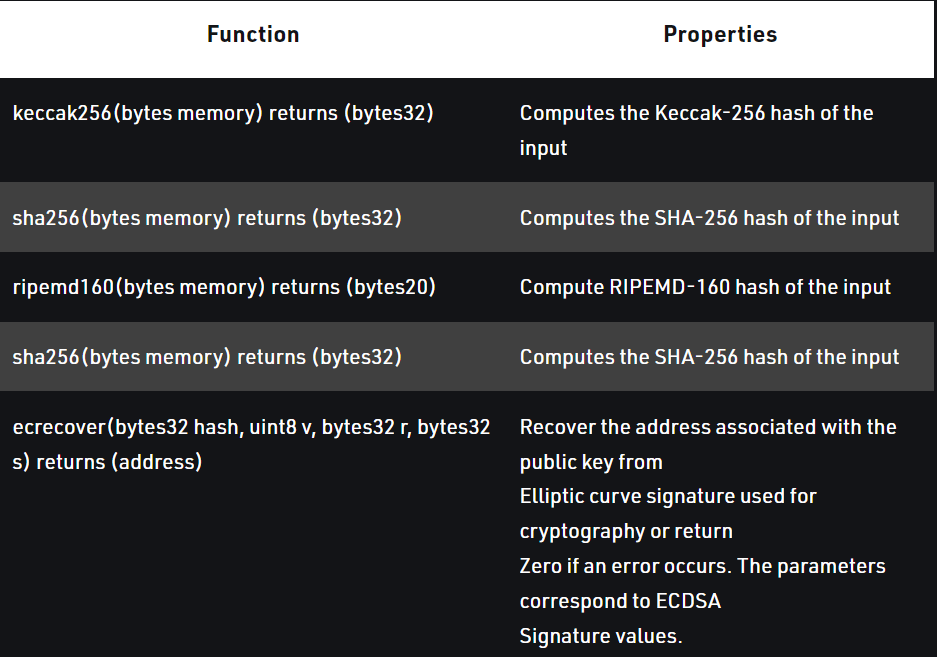 Function Properties
keccak256(bytes memory) returns (bytes32) Computes the Keccak-256 hash of the
input
sha256(bytes memory) returns (bytes32) Computes the SHA-256 hash of the input
ripemd160(bytes memory) returns (bytes20) Compute RIPEMD-160 hash of the input
sha256(bytes memory) returns (bytes32) Computes the SHA-256 hash of the input
ecrecover(bytes32 hash, uint8 v, bytes32 r, bytes32
s) returns (address)
Recover the address associated with the
public key from
Elliptic curve signature used for
cryptography or return
Zero if an error occurs. The parameters
correspond to ECDSA
Signature values.